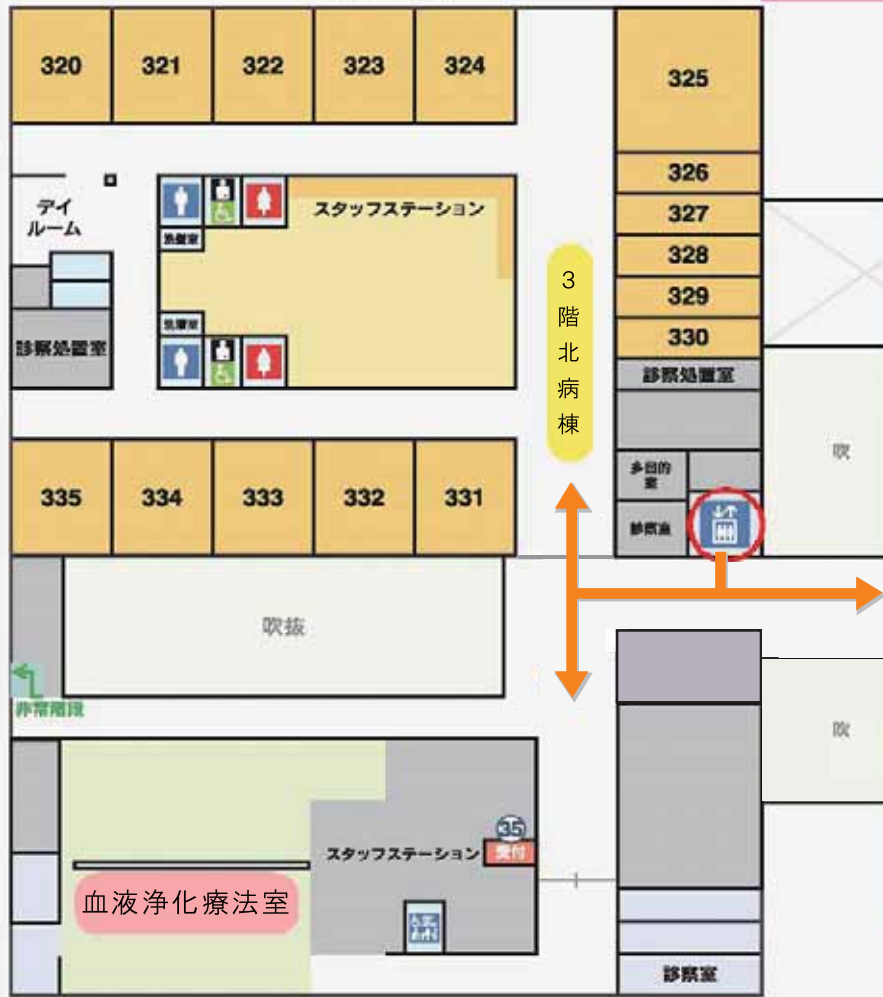 320
321
322
323
324
325
326
327
328
329
330
診察処置室
多目的
室
診察室
デイ
ルーム
診察処置室
スタッフステーション
洗髪室
3
階
北
病
棟
335
334
333
332
331
吹抜
吹
吹
非常階段
スタッフステーション
35
受付
血液浄化療法室
診察室